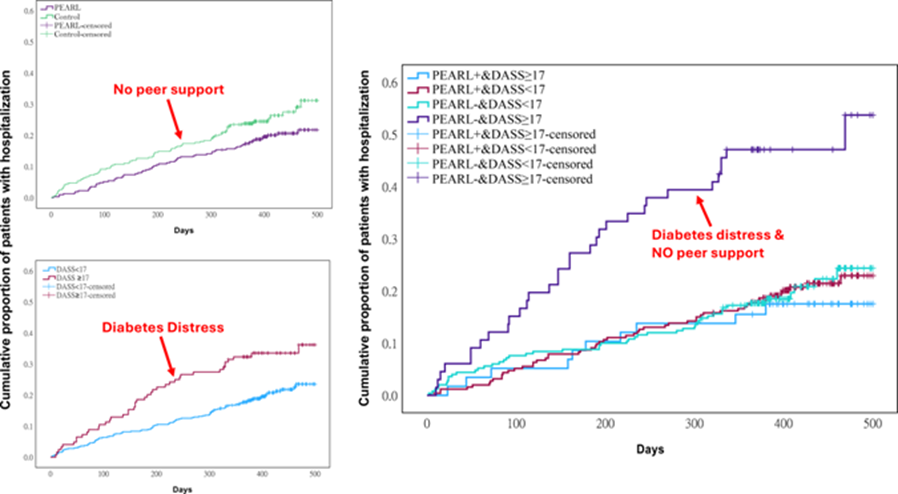 Cumulative proportion of patients with hospitalization
0.6
0.5
0.4
0.3
0.2
0.1
0.0
PEARL
Control
PEARL-censored
Control-censored
No peer support
0 100 200 300 400 500
Days
0.6
0.5
0.4
0.3
0.2
0.1
0.0
DASS<17
DASS ≥17
DASS<17-censored
DASS≥17-censored
Diabetes Distress
0 100 200 300 400 500
Days
Cumulative proportion of patients with hospitalization
0.6
0.5
0.4
0.3
0.2
0.1
0.0
PEARL+&DASS≥17
PEARL+&DASS<17
PEARL-&DASS<17
PEARL-&DASS≥17
PEARL+&DASS≥17-censored
PEARL+&DASS<17-censored
PEARL-&DASS<17-censored
PEARL-&DASS≥17-censored
Diabetes distress &
NO peer support
0 100 200 300 400 500
Days